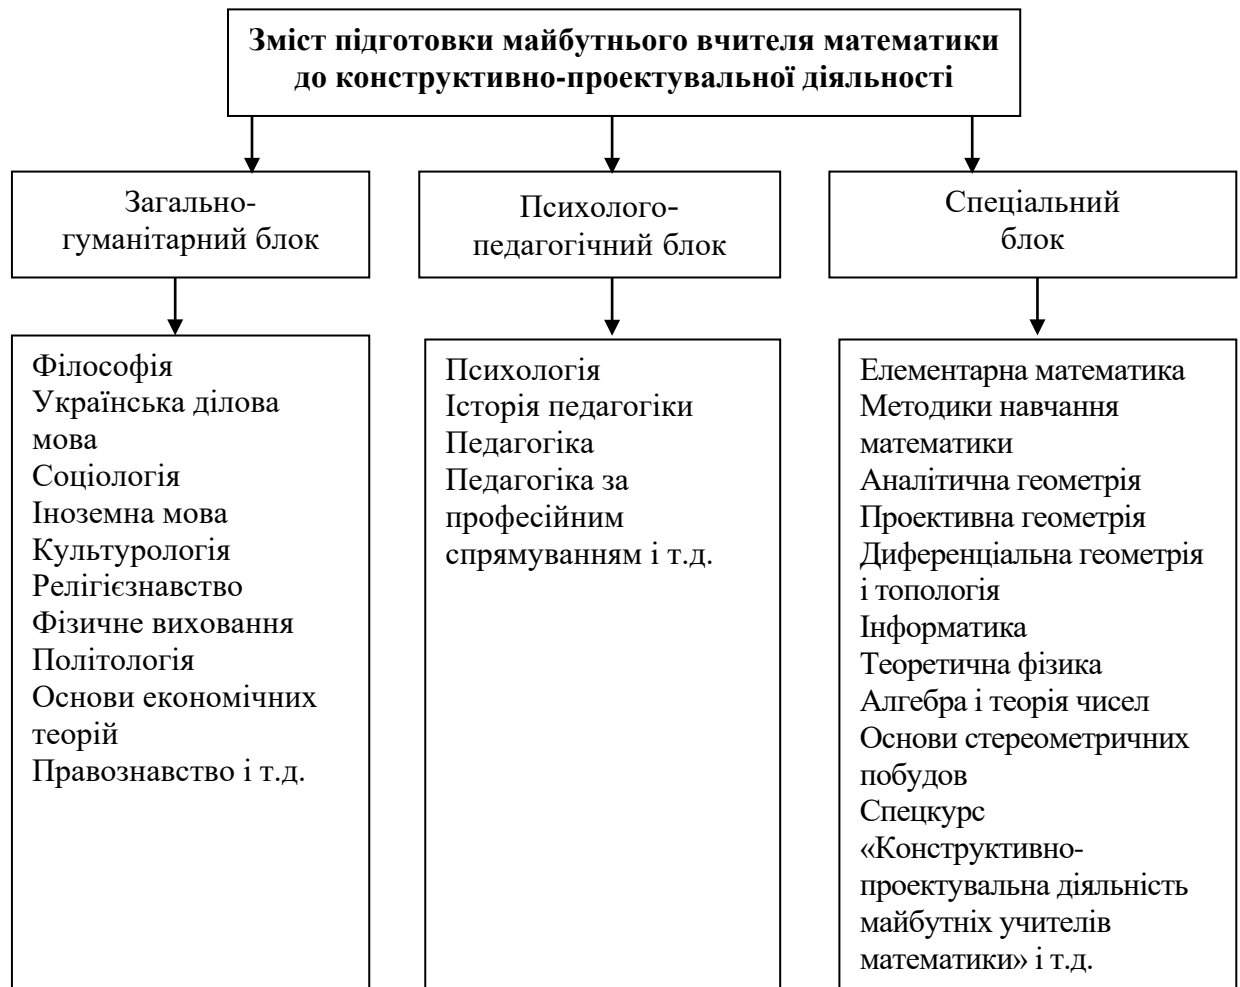 Зміст підготовки майбутнього вчителя математики
до конструктивно-проектувальної діяльності
Загально-
гуманітарний блок
Психолого-
педагогічний блок
Спеціальний
блок
Філософія
Українська ділова
мова
Соціологія
Іноземна мова
Культурологія
Релігієзнавство
Фізичне виховання
Політологія
Основи економічних
теорій
Правознавство і т.д.
Психологія
Історія педагогіки
Педагогіка
Педагогіка за
професійним
спрямуванням і т.д.
Елементарна математика
Методики навчання
математики
Аналітична геометрія
Проективна геометрія
Диференціальна геометрія
і топологія
Інформатика
Теоретична фізика
Алгебра і теорія чисел
Основи стереометричних
побудов
Спецкурс
«Конструктивно-
проектувальна діяльність
майбутніх учителів
математики» і т.д.